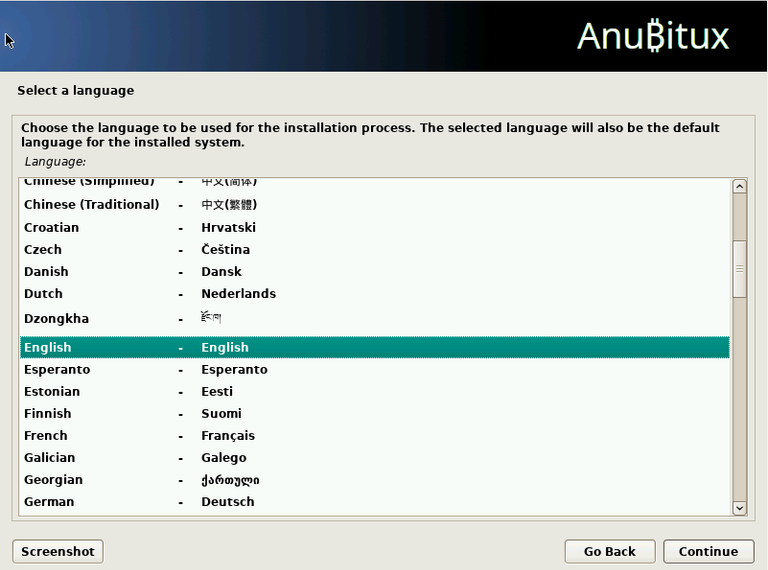 Anu₿itux
Select a language
Choose the language to be used for the installation process. The selected language will also be the default
language for the installed system.
Language:
Chinese (Simplified) - 中文(简体)
Chinese (Traditional) - 中文(繁體)
Croatian - Hrvatski
Czech - Čeština
Danish - Dansk
Dutch - Nederlands
Dzongkha - རྫོང་ཁ།
English - English
Esperanto - Esperanto
Estonian - Eesti
Finnish - Suomi
French - Français
Galician - Galego
Georgian - ქართული
German - Deutsch
Screenshot Go Back Continue